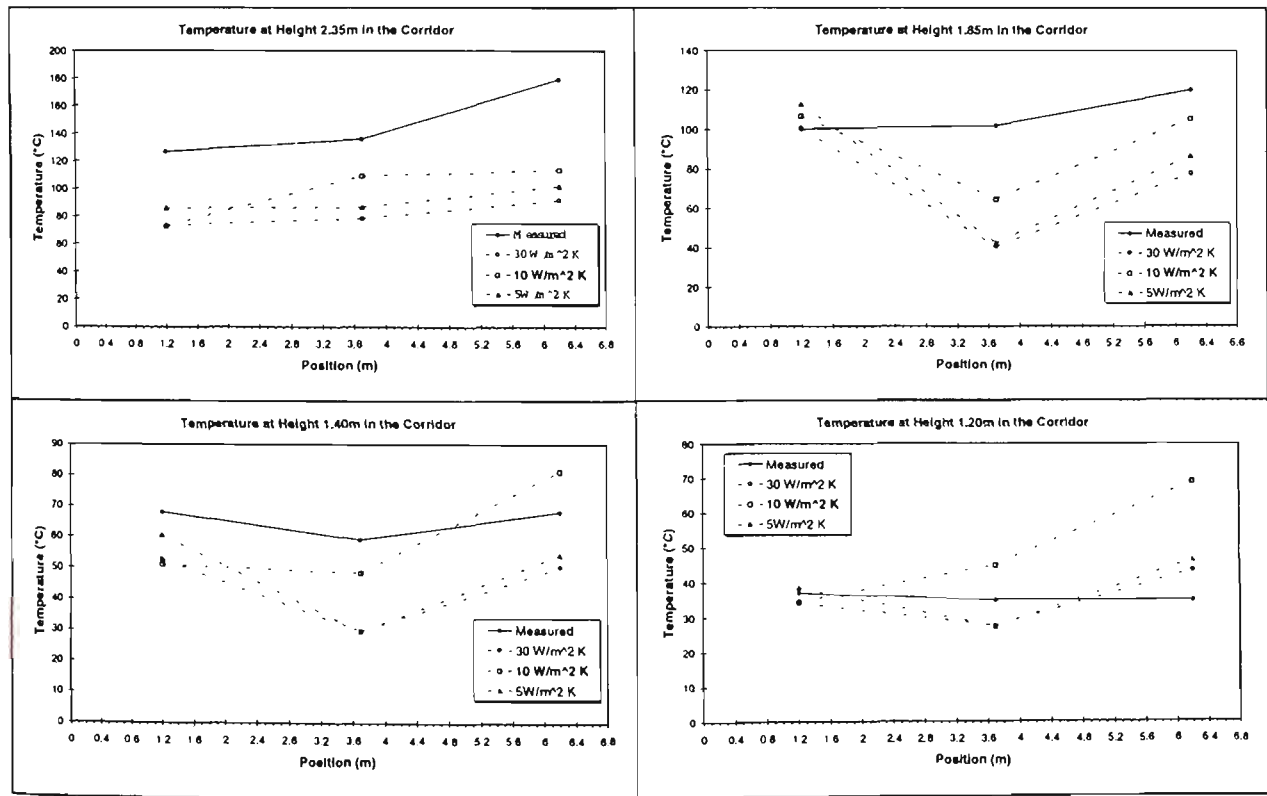 Temperature at Height 2.35m in the Corridor
200
180
160
140
120
100
80
60
40
20
0
Temperature (°C)
0 0.4 0.8 1.2 1.6 2 2.4 2.8 3.2 3.6 4 4.4 4.8 5.2 5.6 6 6.4 6.8
Position (m)
Measured
30 W/m^2 K
10 W/m^2 K
5W/m^2 K
Temperature at Height 1.85m in the Corridor
140
120
100
80
60
40
20
0
Temperature (°C)
0 0.4 0.8 1.2 1.6 2 2.4 2.8 3.2 3.6 4 4.4 4.8 5.2 5.6 6 6.4 6.8
Position (m)
Measured
30 W/m^2 K
10 W/m^2 K
5W/m^2 K
Temperature at Height 1.40m in the Corridor
90
80
70
60
50
40
30
20
10
0
Temperature (°C)
0 0.4 0.8 1.2 1.6 2 2.4 2.8 3.2 3.6 4 4.4 4.8 5.2 5.6 6 6.4 6.8
Position (m)
Measured
30 W/m^2 K
10 W/m^2 K
5W/m^2 K
Temperature at Height 1.20m in the Corridor
80
70
60
50
40
30
20
10
0
Temperature (°C)
0 0.4 0.8 1.2 1.6 2 2.4 2.8 3.2 3.6 4 4.4 4.8 5.2 5.6 6 6.4 6.8
Position (m)
Measured
30 W/m^2 K
10 W/m^2 K
5W/m^2 K